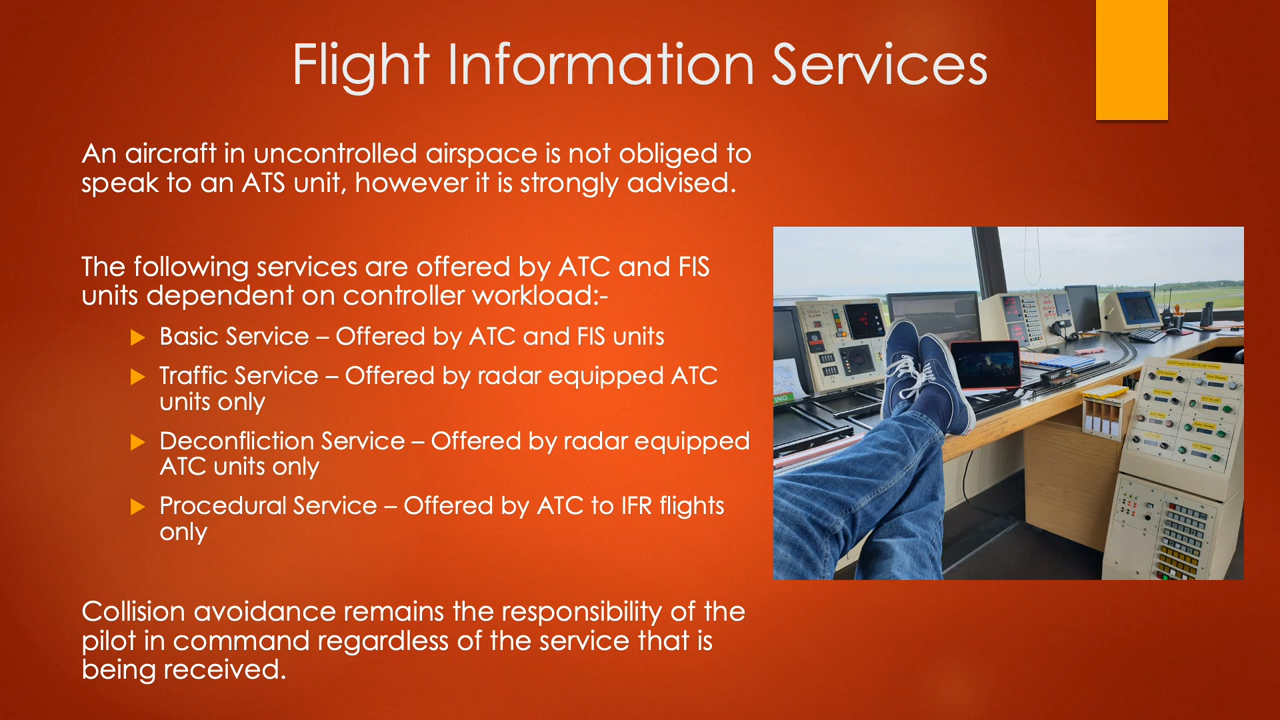 Flight Information Services
An aircraft in uncontrolled airspace is not obliged to
speak to an ATS unit, however it is strongly advised.
The following services are offered by ATC and FIS
units dependent on controller workload:-
Basic Service – Offered by ATC and FIS units
Traffic Service – Offered by radar equipped ATC
units only
Deconfliction Service – Offered by radar equipped
ATC units only
Procedural Service – Offered by ATC to IFR flights
only
Collision avoidance remains the responsibility of the
pilot in command regardless of the service that is
being received.